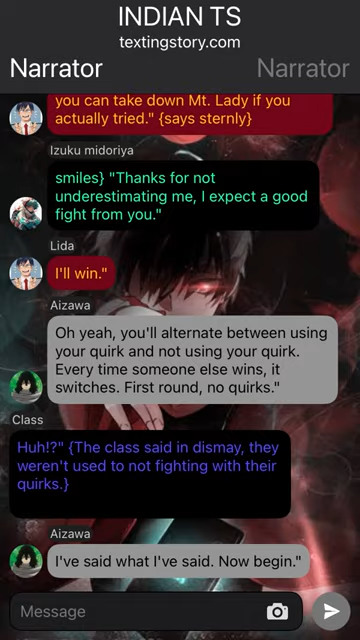 INDIAN TS
textingstory.com
Narrator
Narrator
you can take down Mt. Lady if you
actually tried." {says sternly}
Izuku midoriya
smiles} "Thanks for not
underestimating me, I expect a good
fight from you."
Lida
I'll win."
Aizawa
Oh yeah, you'll alternate between using
your quirk and not using your quirk.
Every time someone else wins, it
switches. First round, no quirks."
Class
Huh!?" {The class said in dismay, they
weren't used to not fighting with their
quirks.}
Aizawa
I've said what I've said. Now begin."
Message